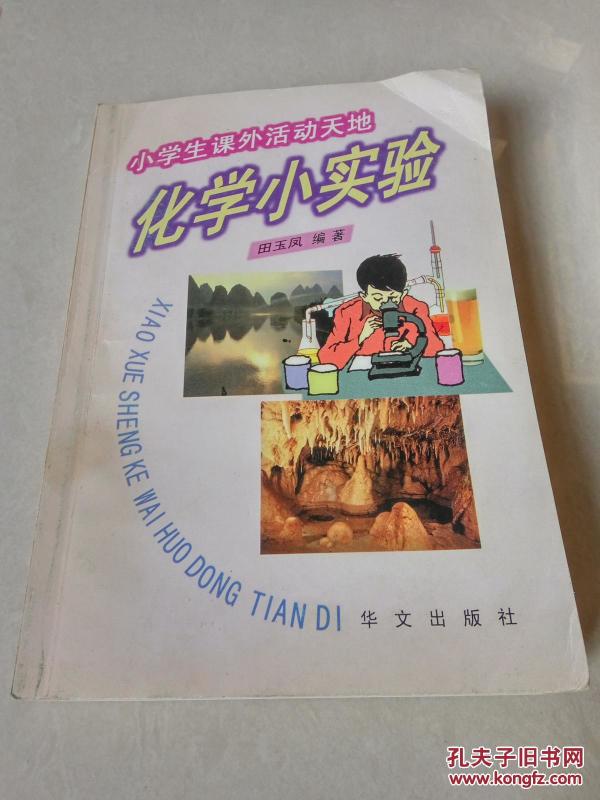 小学生课外活动天地
化学小实验
田玉凤 编著
XIAO XUE SHENG KE WAI HUO DONG TIAN DI
华文出版社
孔夫子旧书网
www.kongfz.com